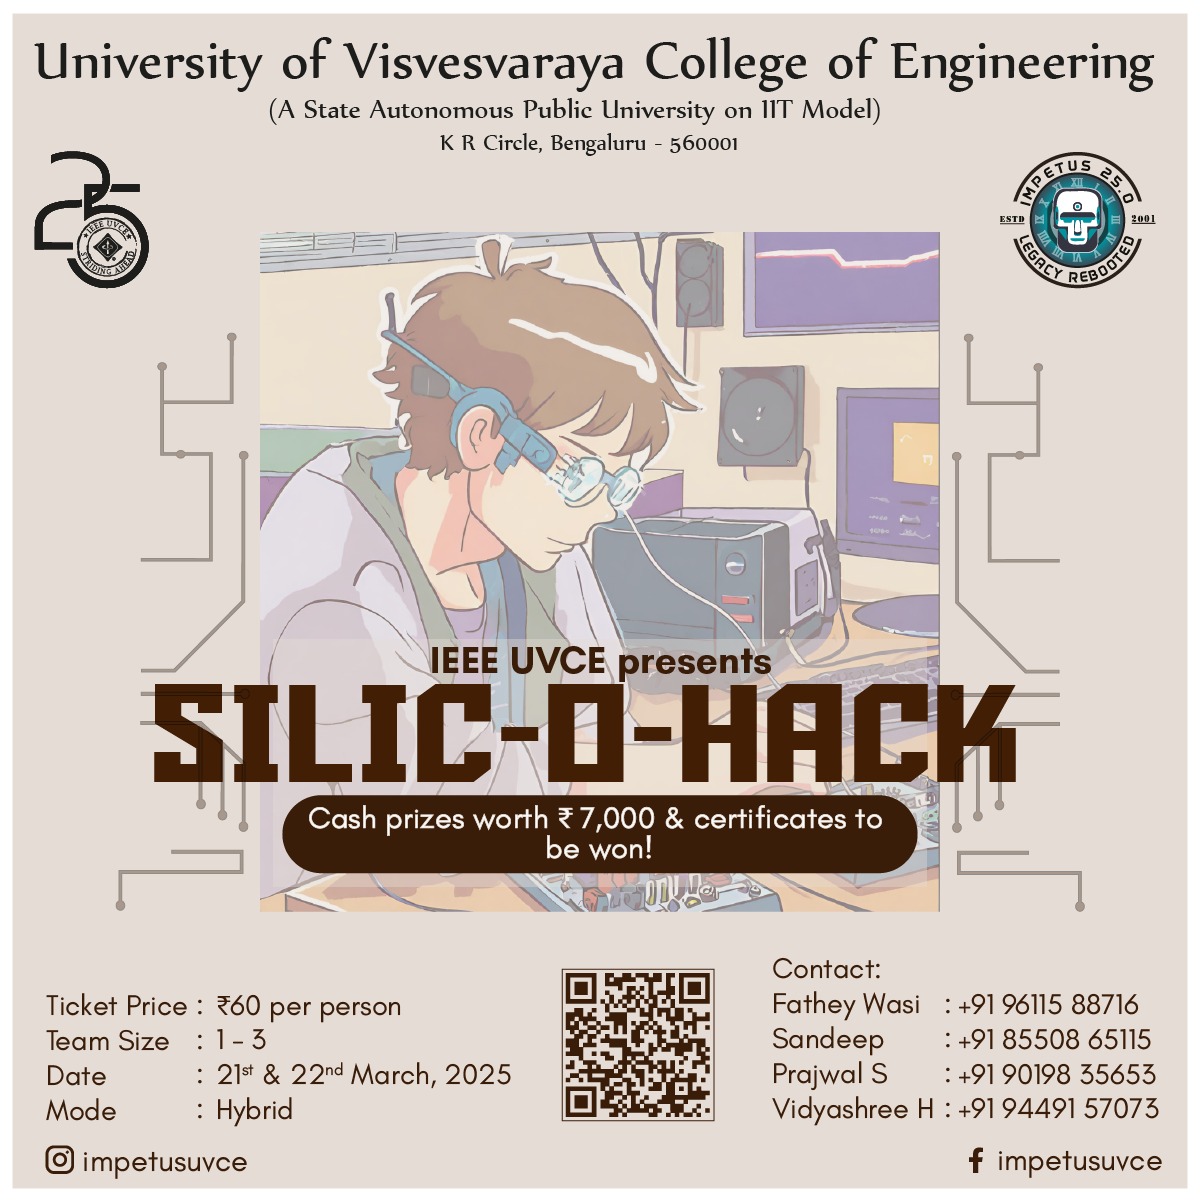 University of Visvesvaraya College of Engineering
(A State Autonomous Public University on IIT Model)
K R Circle, Bengaluru - 560001
25
IEEE UVCE
STRIDING AHEAD
IMPETUS 25.0
ESTD 2001
LEGACY REBOOTED
IEEE UVCE presents
SILIC-O-HACK
Cash prizes worth ₹ 7,000 & certificates to
be won!
Ticket Price : ₹60 per person
Team Size : 1 - 3
Date : 21st & 22nd March, 2025
Mode : Hybrid
impetusuvce
Contact:
Fathey Wasi : +91 96115 88716
Sandeep : +91 85508 65115
Prajwal S : +91 90198 35653
Vidyashree H : +91 94491 57073
impetusuvce